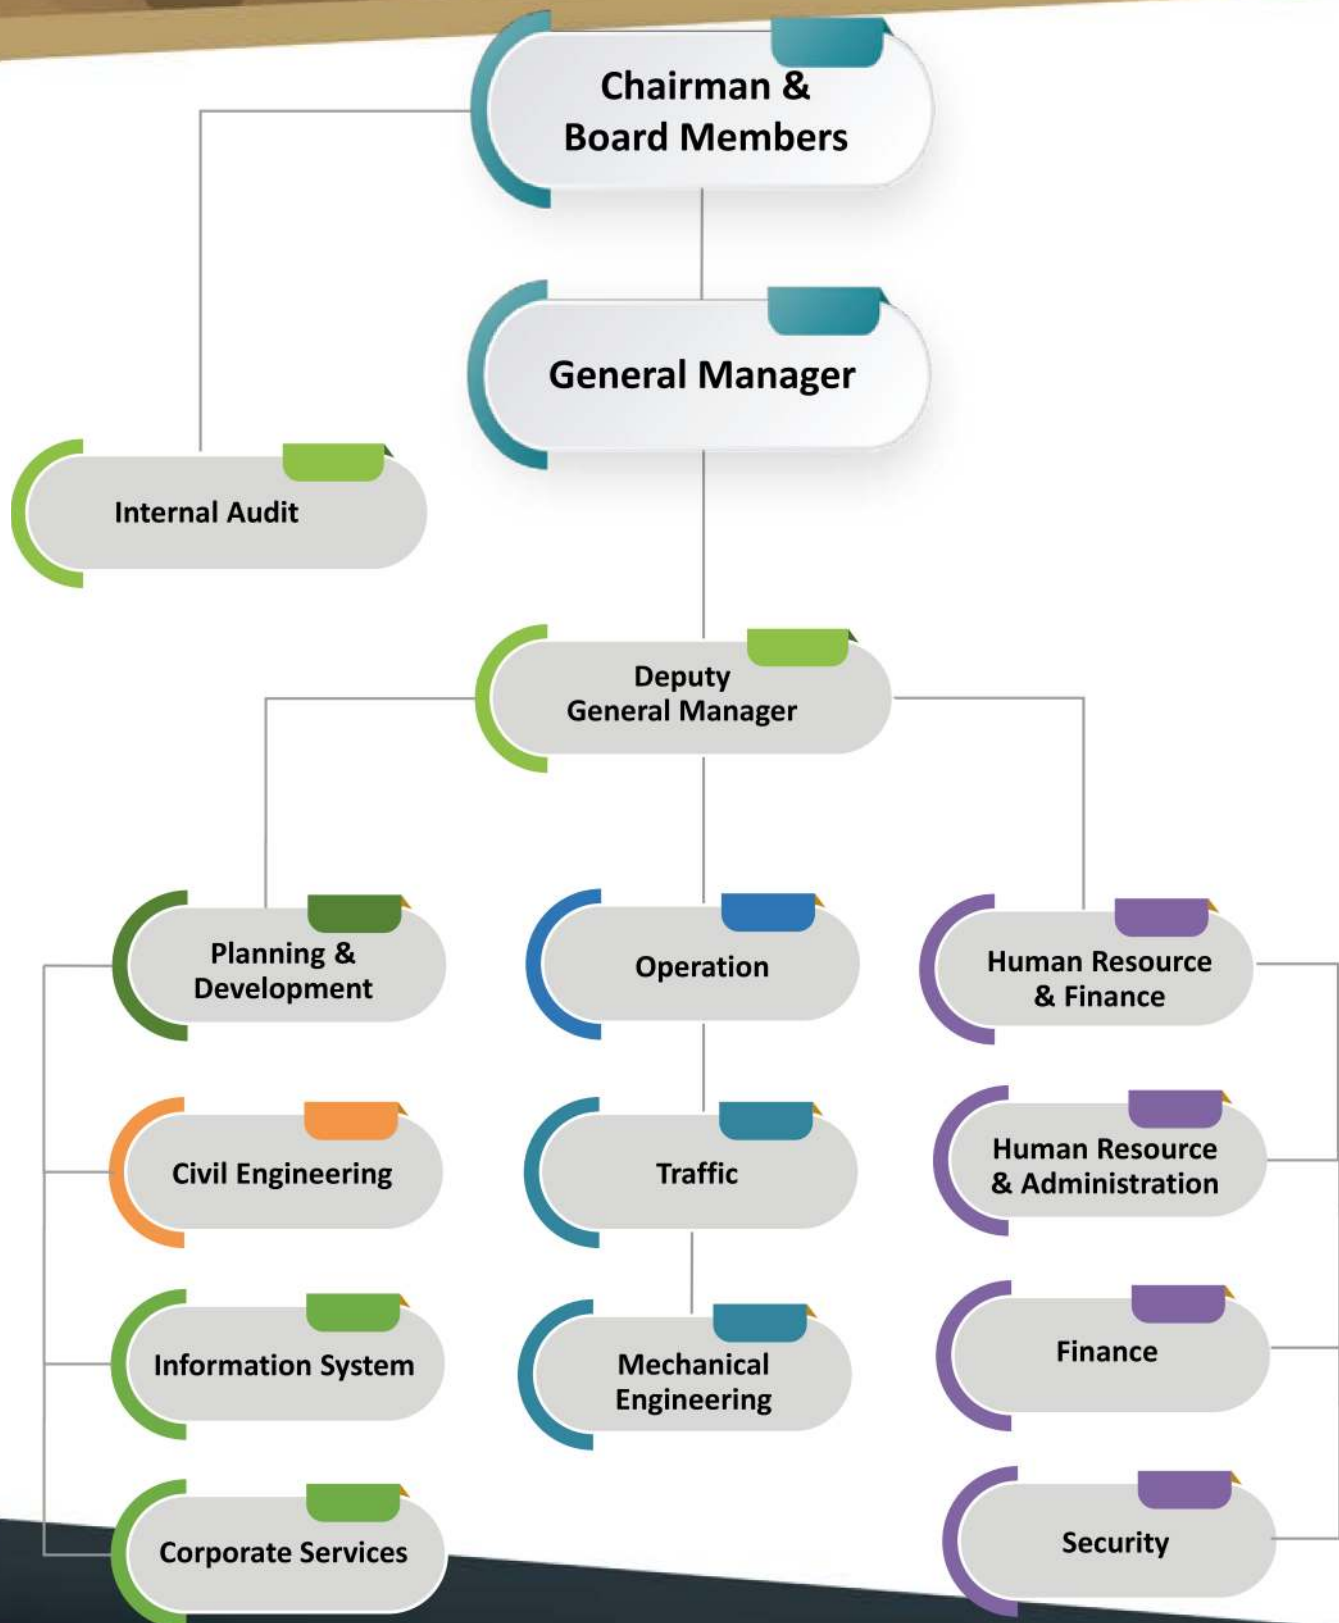 Chairman &
Board Members
General Manager
Internal Audit
Deputy
General Manager
Planning &
Development
Operation
Human Resource
& Finance
Civil Engineering
Traffic
Human Resource
& Administration
Information System
Mechanical
Engineering
Finance
Corporate Services
Security